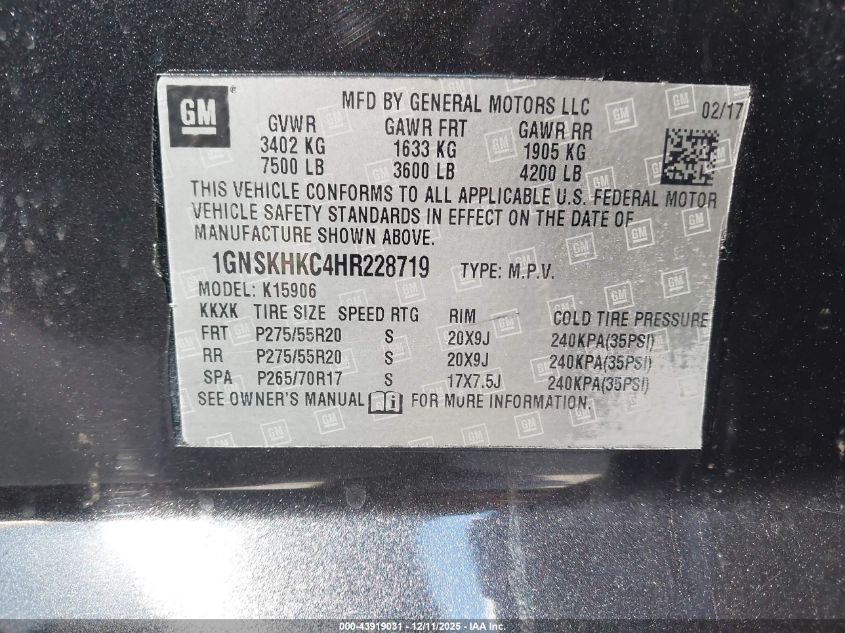 GM
MFD BY GENERAL MOTORS LLC
02/17
GVWR GAWR FRT GAWR RR
3402 KG 1633 KG 1905 KG
7500 LB 3600 LB 4200 LB
THIS VEHICLE CONFORMS TO ALL APPLICABLE U.S. FEDERAL MOTOR
VEHICLE SAFETY STANDARDS IN EFFECT ON THE DATE OF
MANUFACTURE SHOWN ABOVE.
1GNSKHKC4HR228719 TYPE: M.P.V.
MODEL: K15906
KKXK TIRE SIZE SPEED RTG RIM COLD TIRE PRESSURE
FRT P275/55R20 S 20X9J 240KPA(35PSI)
RR P275/55R20 S 20X9J 240KPA(35PSI)
SPA P265/70R17 S 17X7.5J 240KPA(35PSI)
SEE OWNER'S MANUAL FOR MORE INFORMATION.
000-43919031 - 12/11/2025 - IAA Inc.